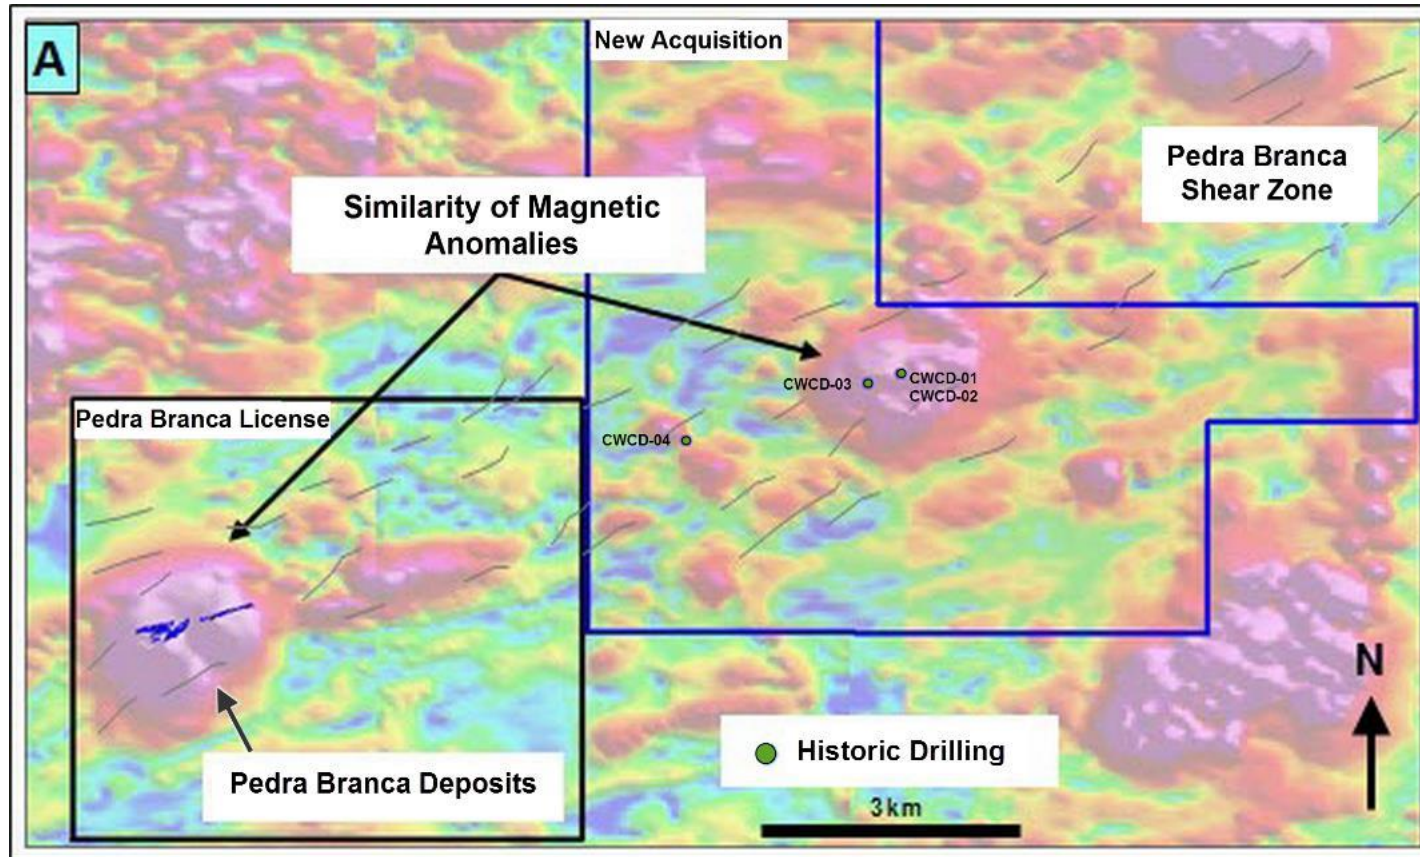 A
New Acquisition
Pedra Branca
Shear Zone
Similarity of Magnetic
Anomalies
CWCD-03
CWCD-01
CWCD-02
Pedra Branca License
CWCD-04
N
Historic Drilling
Pedra Branca Deposits
3km